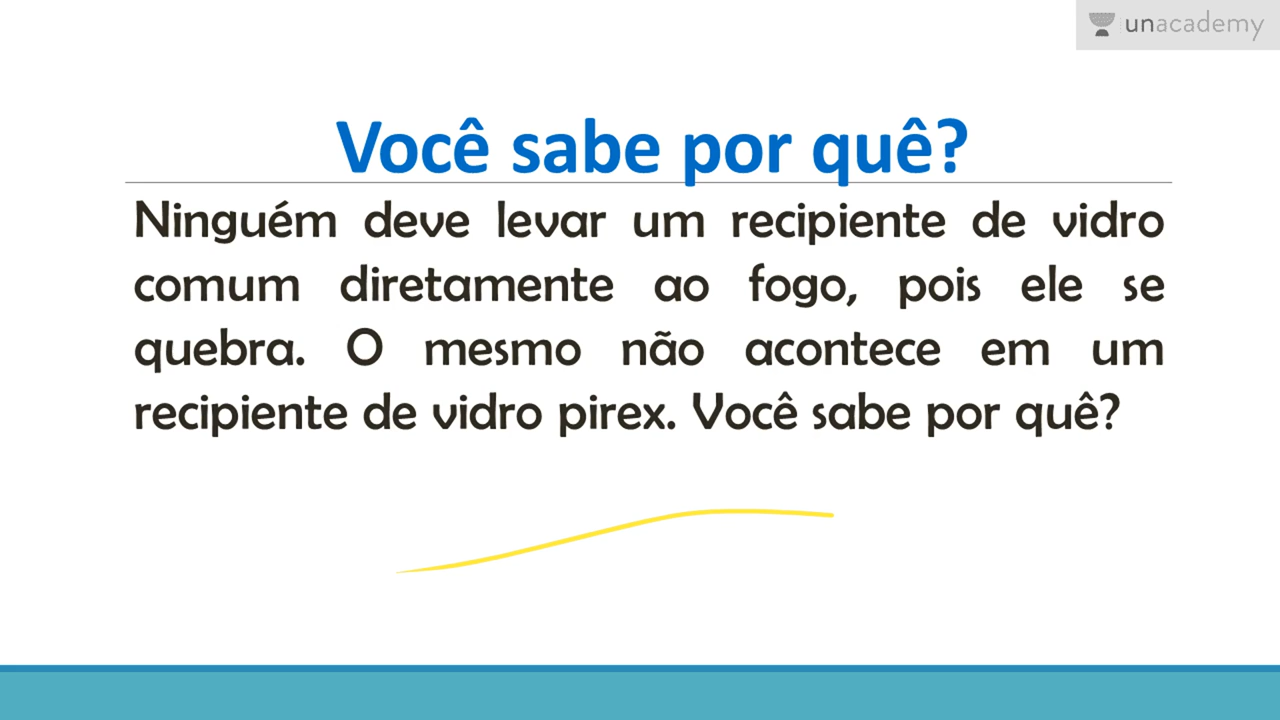 unacademy
Você sabe por quê?
Ninguém deve levar um recipiente de vidro
comum diretamente ao fogo, pois ele se
quebra. O mesmo não acontece em um
recipiente de vidro pirex. Você sabe por quê?